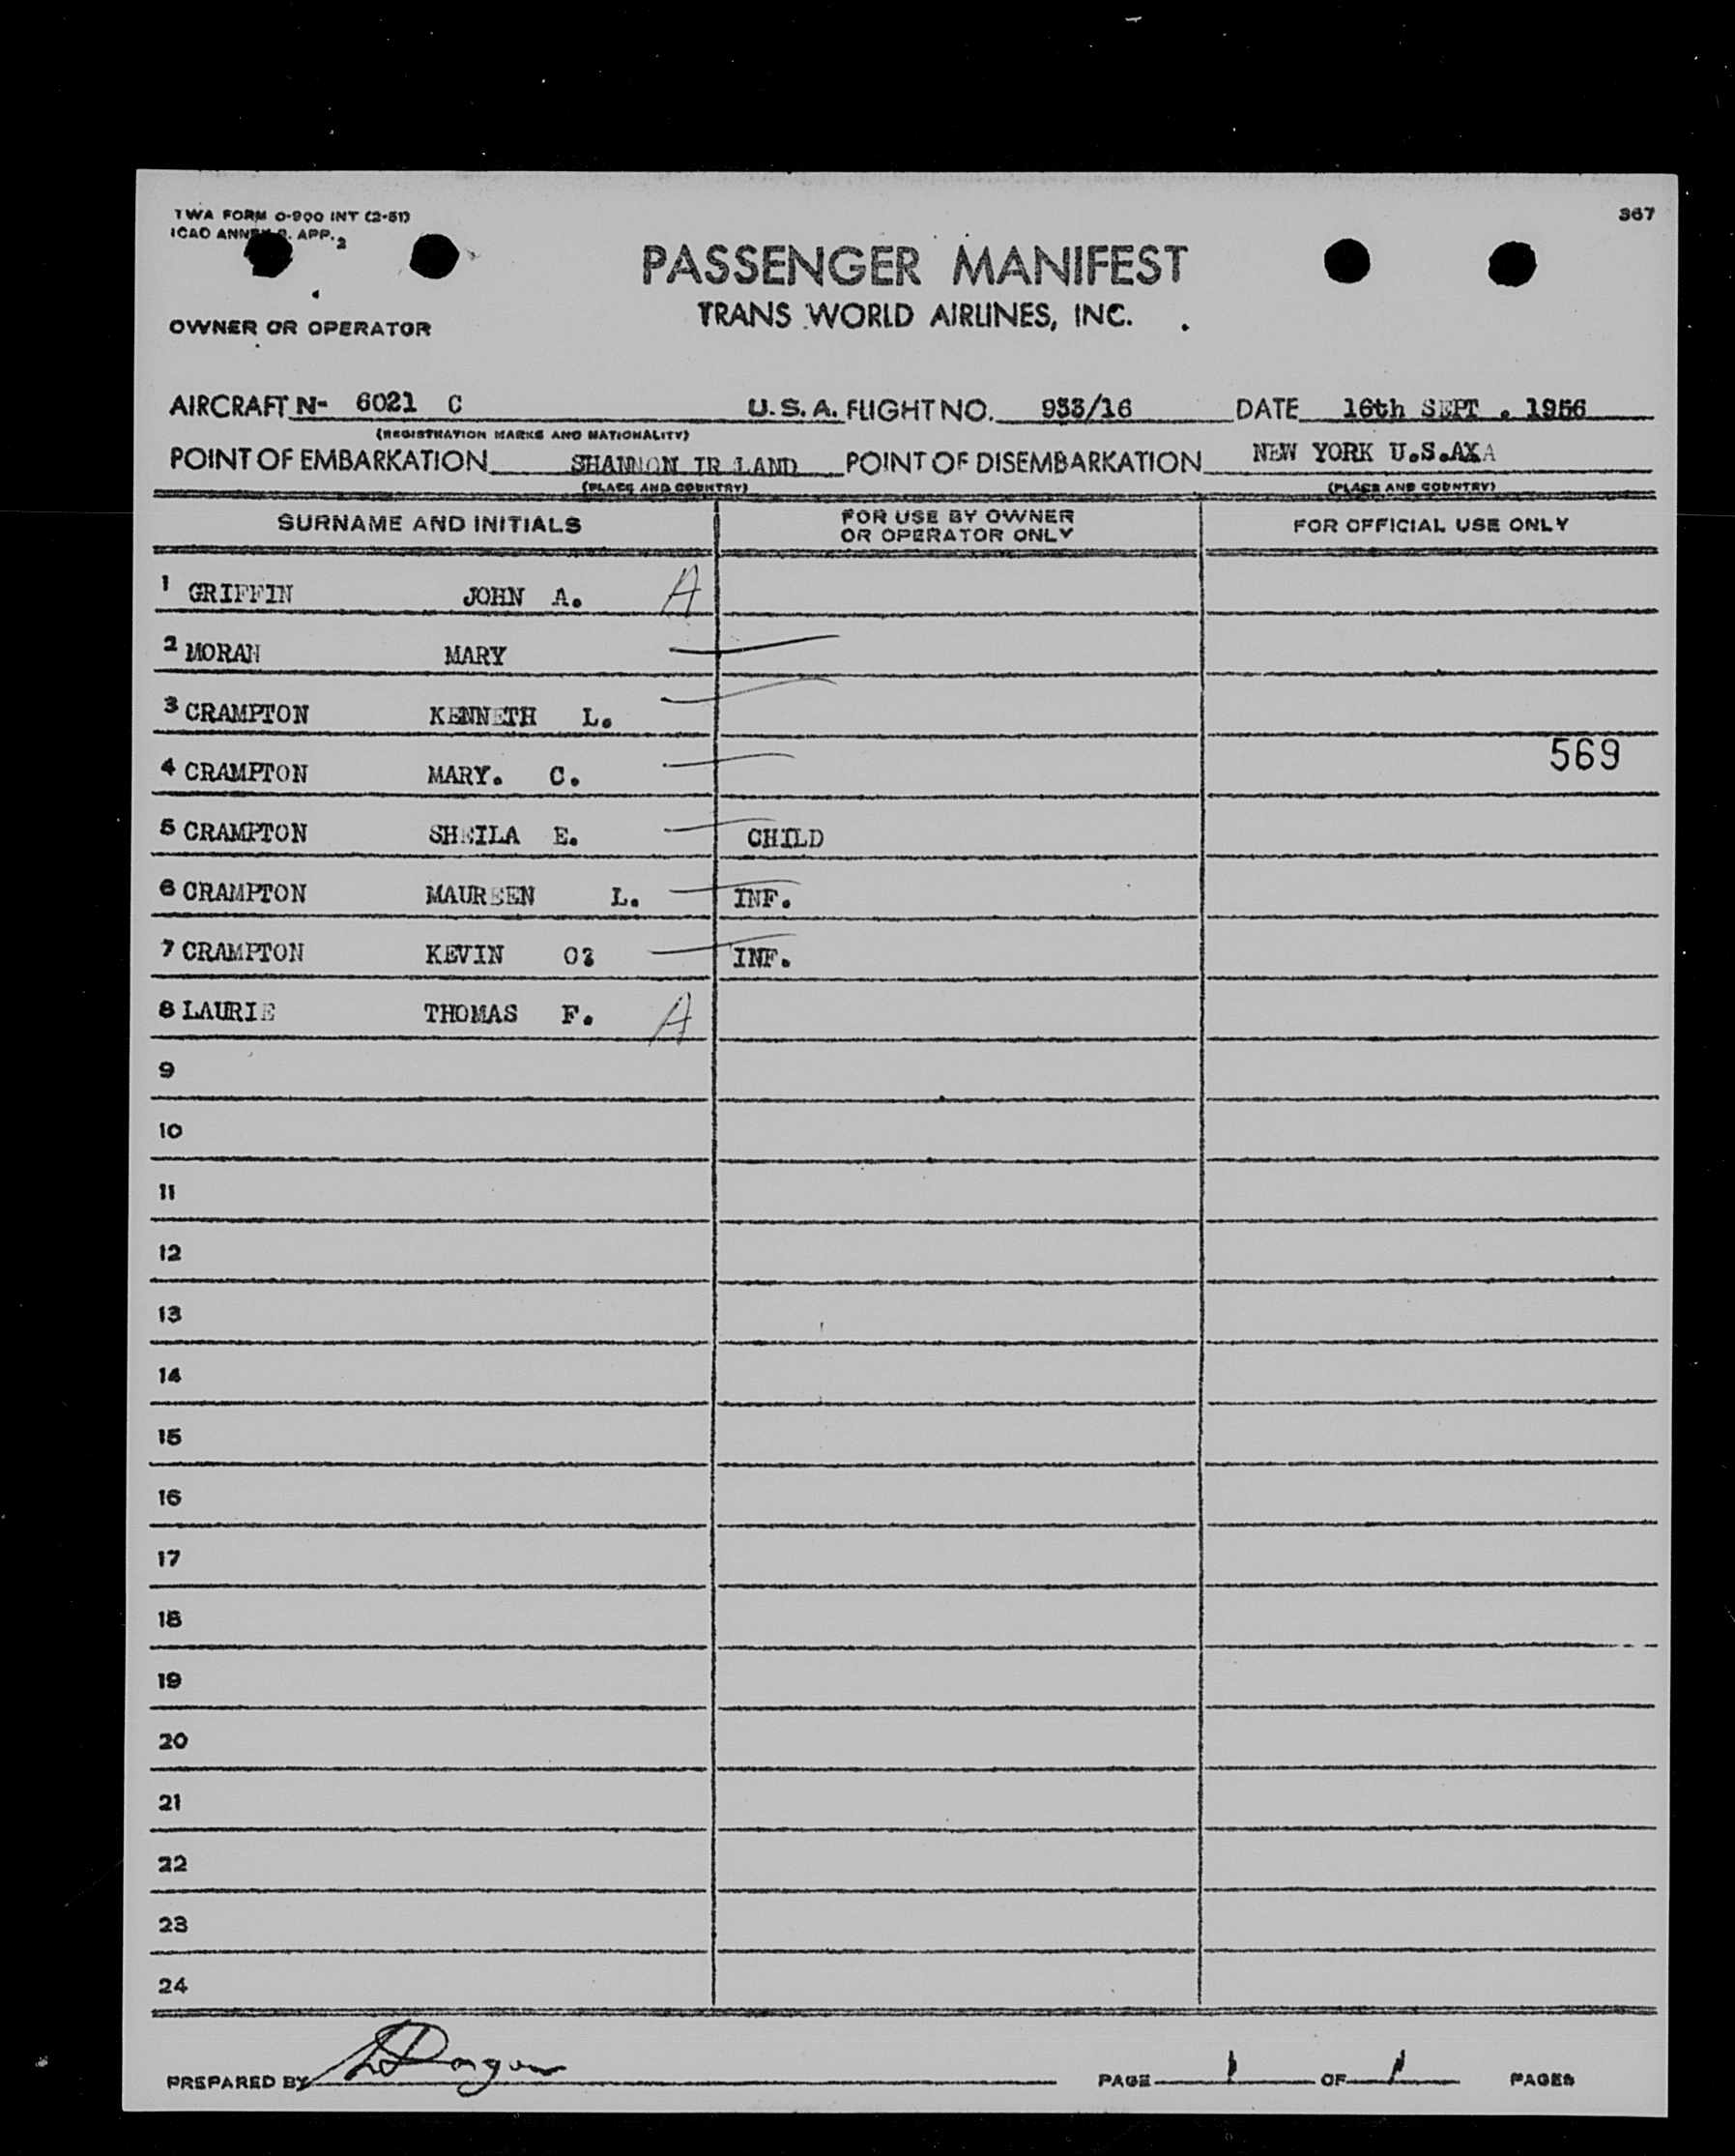 TWA FORM O-900 INT (2-51)
367
ICAO ANNEX 9. APP. 2
PASSENGER MANIFEST
TRANS WORLD AIRLINES, INC.
OWNER OR OPERATOR
AIRCRAFT N- 6021 C U.S.A. FLIGHT NO. 933/16 DATE 16th SEPT . 1956
(REGISTRATION MARKS AND NATIONALITY)
POINT OF EMBARKATION SHANNON IR LAND POINT OF DISEMBARKATION NEW YORK U.S.AXA
(PLACE AND COUNTRY) (PLACE AND COUNTRY)
SURNAME AND INITIALS FOR USE BY OWNER OR OPERATOR ONLY FOR OFFICIAL USE ONLY
1 GRIFFIN JOHN A. A
2 MORAN MARY
3 CRAMPTON KENNETH L.
569
4 CRAMPTON MARY. C.
5 CRAMPTON SHEILA E. CHILD
6 CRAMPTON MAUREEN L. INF.
7 CRAMPTON KEVIN INF.
8 LAURIE THOMAS F. A
9
10
11
12
13
14
15
16
17
18
19
20
21
22
23
24
PREPARED BY PAGE 1 OF 1 PAGES